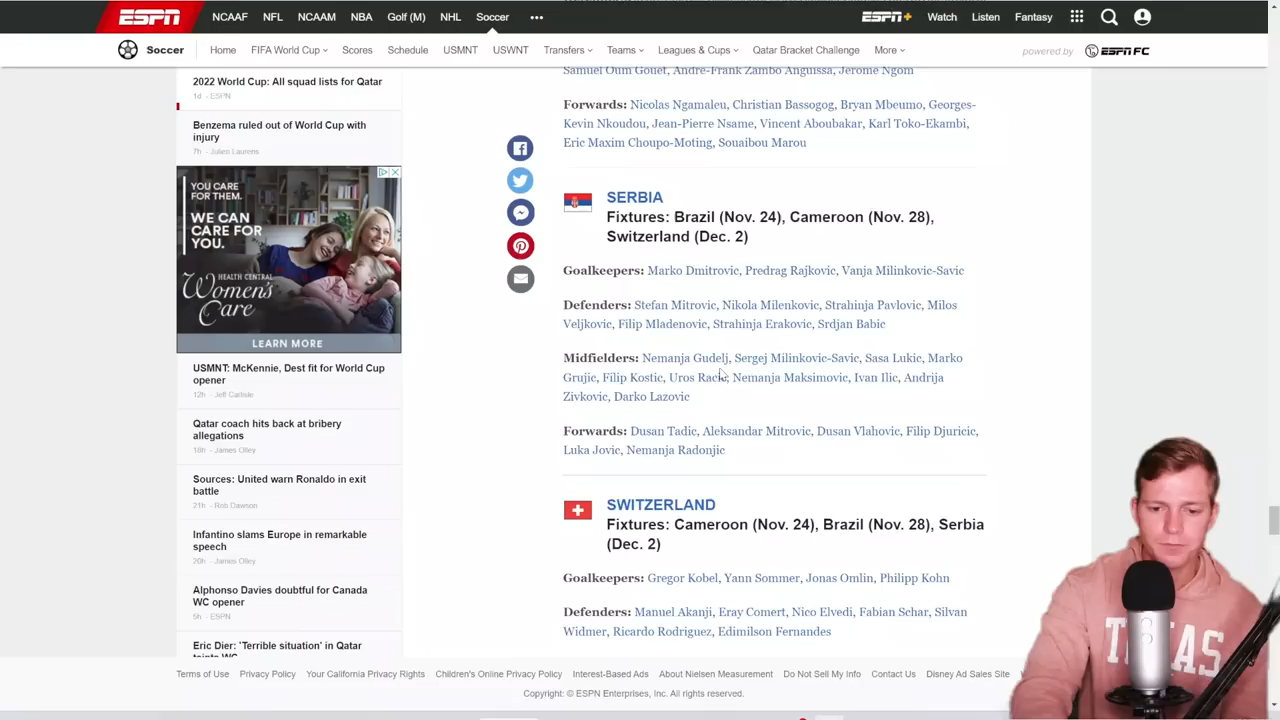 ESPN NCAAF NFL NCAAM NBA Golf (M) NHL Soccer ••• ESPN+ Watch Listen Fantasy
Soccer Home FIFA World Cup Scores Schedule USMNT USWNT Transfers Teams Leagues & Cups Qatar Bracket Challenge More powered by ESPN FC
2022 World Cup: All squad lists for Qatar
1d - ESPN
Benzema ruled out of World Cup with
injury
7h - Julien Laurens
YOU CARE
FOR THEM.
WE CAN
CARE FOR
YOU.
HEALTH CENTRAL
Women's
Care
LEARN MORE
USMNT: McKennie, Dest fit for World Cup
opener
12h - Jeff Carlisle
Qatar coach hits back at bribery
allegations
18h - James Olley
Sources: United warn Ronaldo in exit
battle
21h - Rob Dawson
Infantino slams Europe in remarkable
speech
20h - James Olley
Alphonso Davies doubtful for Canada
WC opener
5h - ESPN
Eric Dier: 'Terrible situation' in Qatar
taints WC
Samuel Oum Gouet, Andre-Frank Zambo Anguissa, Jerome Ngom
Forwards: Nicolas Ngamaleu, Christian Bassogog, Bryan Mbeumo, Georges-
Kevin Nkoudou, Jean-Pierre Nsame, Vincent Aboubakar, Karl Toko-Ekambi,
Eric Maxim Choupo-Moting, Souaibou Marou
SERBIA
Fixtures: Brazil (Nov. 24), Cameroon (Nov. 28),
Switzerland (Dec. 2)
Goalkeepers: Marko Dmitrovic, Predrag Rajkovic, Vanja Milinkovic-Savic
Defenders: Stefan Mitrovic, Nikola Milenkovic, Strahinja Pavlovic, Milos
Veljkovic, Filip Mladenovic, Strahinja Erakovic, Srdjan Babic
Midfielders: Nemanja Gudelj, Sergej Milinkovic-Savic, Sasa Lukic, Marko
Grujic, Filip Kostic, Uros Racic, Nemanja Maksimovic, Ivan Ilic, Andrija
Zivkovic, Darko Lazovic
Forwards: Dusan Tadic, Aleksandar Mitrovic, Dusan Vlahovic, Filip Djuricic,
Luka Jovic, Nemanja Radonjic
SWITZERLAND
Fixtures: Cameroon (Nov. 24), Brazil (Nov. 28), Serbia
(Dec. 2)
Goalkeepers: Gregor Kobel, Yann Sommer, Jonas Omlin, Philipp Kohn
Defenders: Manuel Akanji, Eray Comert, Nico Elvedi, Fabian Schar, Silvan
Widmer, Ricardo Rodriguez, Edimilson Fernandes
Terms of Use Privacy Policy Your California Privacy Rights Children's Online Privacy Policy Interest-Based Ads About Nielsen Measurement Do Not Sell My Info Contact Us Disney Ad Sales Site
Copyright: © ESPN Enterprises, Inc. All rights reserved.